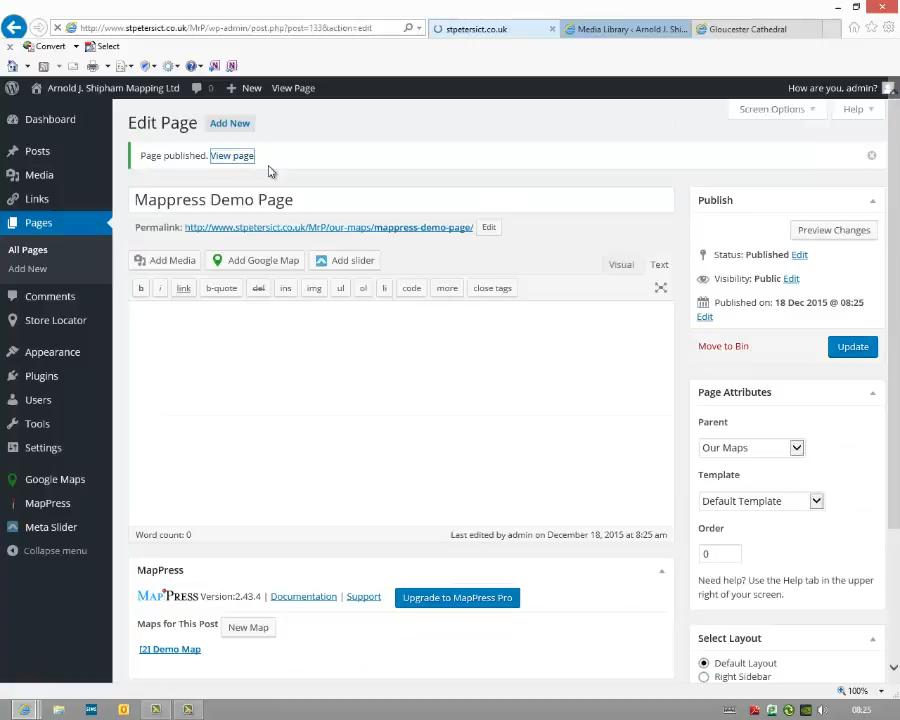 www.stpetersict.co.uk/MrP/wp-admin/post.php?post=133&action=edit
stpetersict.co.uk
Media Library ‹ Arnold J. Shi...
Gloucester Cathedral
Convert
Select
Arnold J. Shipham Mapping Ltd
0
New
View Page
How are you, admin?
Dashboard
Posts
Media
Links
Pages
All Pages
Add New
Comments
Store Locator
Appearance
Plugins
Users
Tools
Settings
Google Maps
MapPress
Meta Slider
Collapse menu
Screen Options
Help
Edit Page
Add New
Page published. View page
Mappress Demo Page
Permalink: http://www.stpetersict.co.uk/MrP/our-maps/mappress-demo-page/
Edit
Add Media
Add Google Map
Add slider
Visual
Text
b
i
link
b-quote
del
ins
img
ul
ol
li
code
more
close tags
Word count: 0
Last edited by admin on December 18, 2015 at 8:25 am
MapPress
MAPPRESS Version:2.43.4 | Documentation | Support
Upgrade to MapPress Pro
Maps for This Post
New Map
[2] Demo Map
Publish
Preview Changes
Status: Published Edit
Visibility: Public Edit
Published on: 18 Dec 2015 @ 08:25
Edit
Move to Bin
Update
Page Attributes
Parent
Our Maps
Template
Default Template
Order
0
Need help? Use the Help tab in the upper
right of your screen.
Select Layout
Default Layout
Right Sidebar
100%
08:25